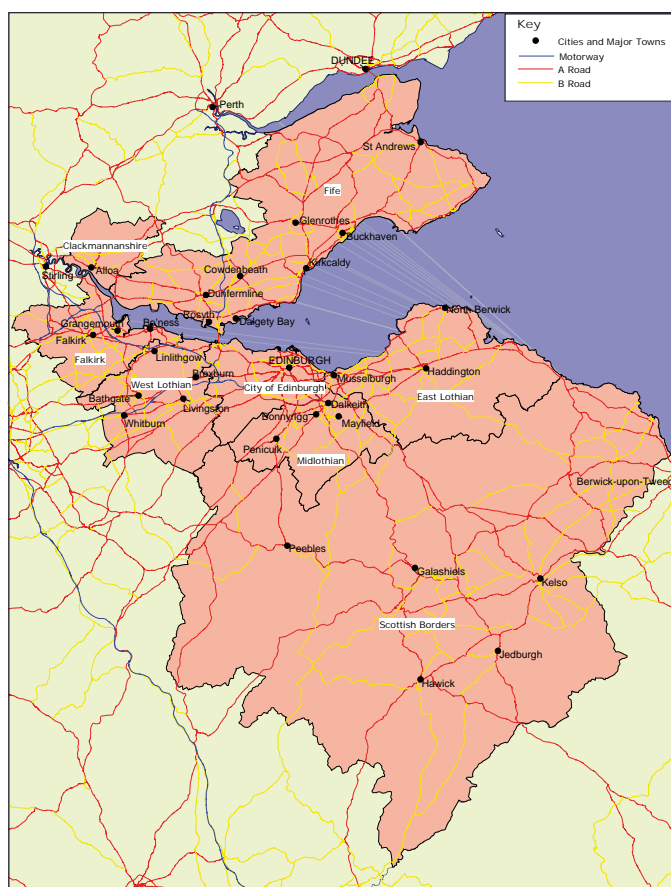 Key
Cities and Major Towns
Motorway
A Road
B Road
DUNDEE
Perth
St Andrews
Fife
Glenrothes
Buckhaven
Clackmannanshire
Stirling
Alloa
Cowdenbeath
Kirkcaldy
Dunfermline
North Berwick
Rosyth
Dalgety Bay
Grangemouth
Bo'ness
Falkirk
Linlithgow
Falkirk
EDINBURGH
Haddington
Broxburn
Musselburgh
West Lothian
City of Edinburgh
East Lothian
Bathgate
Livingston
Dalkeith
Whitburn
Bonnyrigg
Mayfield
Penicuik
Midlothian
Berwick-upon-Tweed
Peebles
Galashiels
Kelso
Scottish Borders
Jedburgh
Hawick